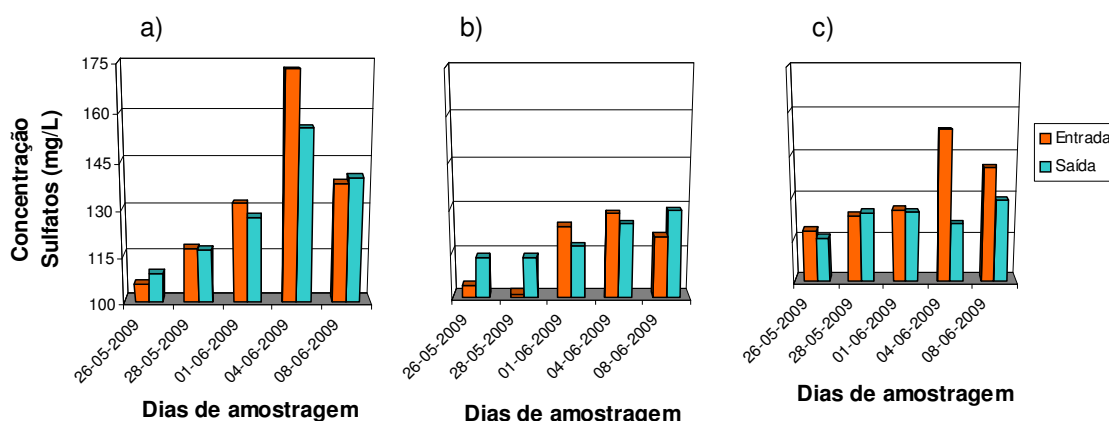 a)
b)
c)
Concentração
Sulfatos (mg/L)
175
160
145
130
115
100
26-05-2009
28-05-2009
01-06-2009
04-06-2009
08-06-2009
Dias de amostragem
26-05-2009
28-05-2009
01-06-2009
04-06-2009
08-06-2009
Dias de amostragem
26-05-2009
28-05-2009
01-06-2009
04-06-2009
08-06-2009
Dias de amostragem
Entrada
Saída